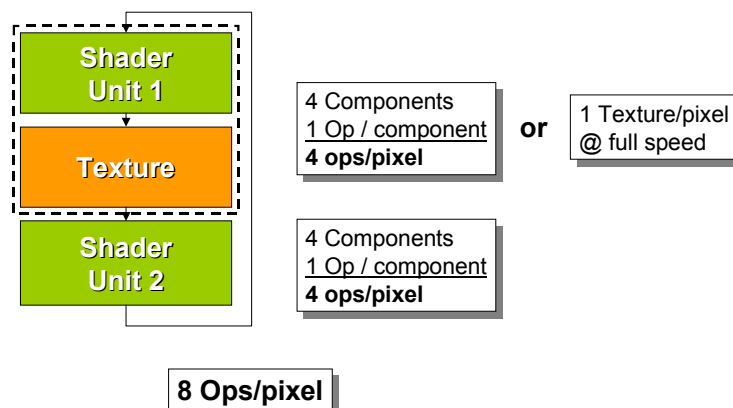 Shader
Unit 1
4 Components
1 Op / component
4 ops/pixel
or
1 Texture/pixel
@ full speed
Texture
Shader
Unit 2
4 Components
1 Op / component
4 ops/pixel
8 Ops/pixel